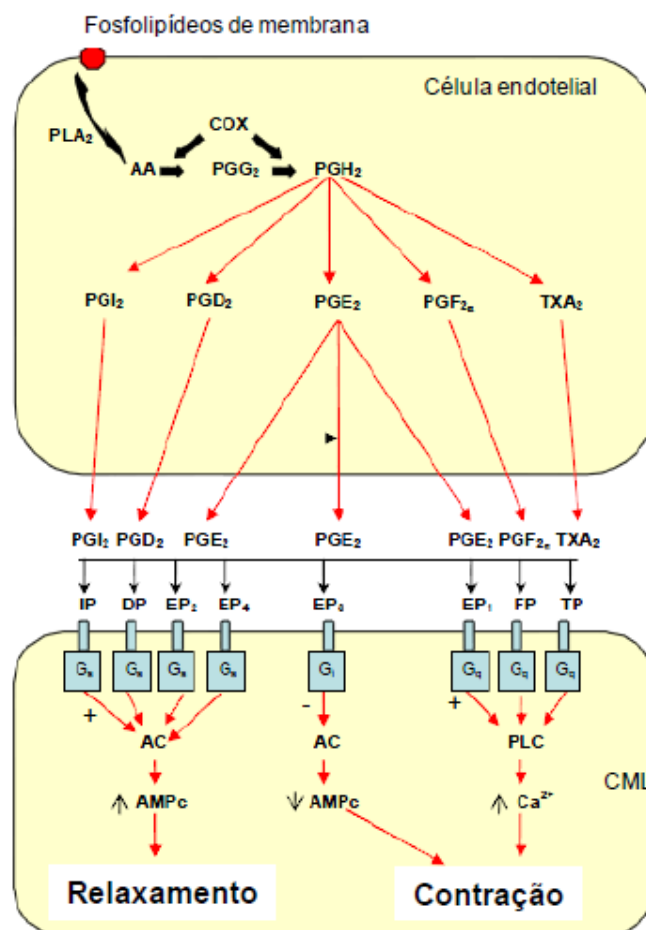 Fosfolipídeos de membrana
Célula endotelial
COX
PLA₂
AA PGG₂ PGH₂
PGI₂ PGD₂ PGE₂ PGF₂α TXA₂
PGI₂ PGD₂ PGE₂ PGE₂ PGE₂ PGF₂α TXA₂
IP DP EP₂ EP₄ EP₃ EP₁ FP TP
Gs Gs Gs Gs Gi Gq Gq Gq
+ - +
AC AC PLC
CML
↑ AMPc ↓ AMPc ↑ Ca²⁺
Relaxamento Contração